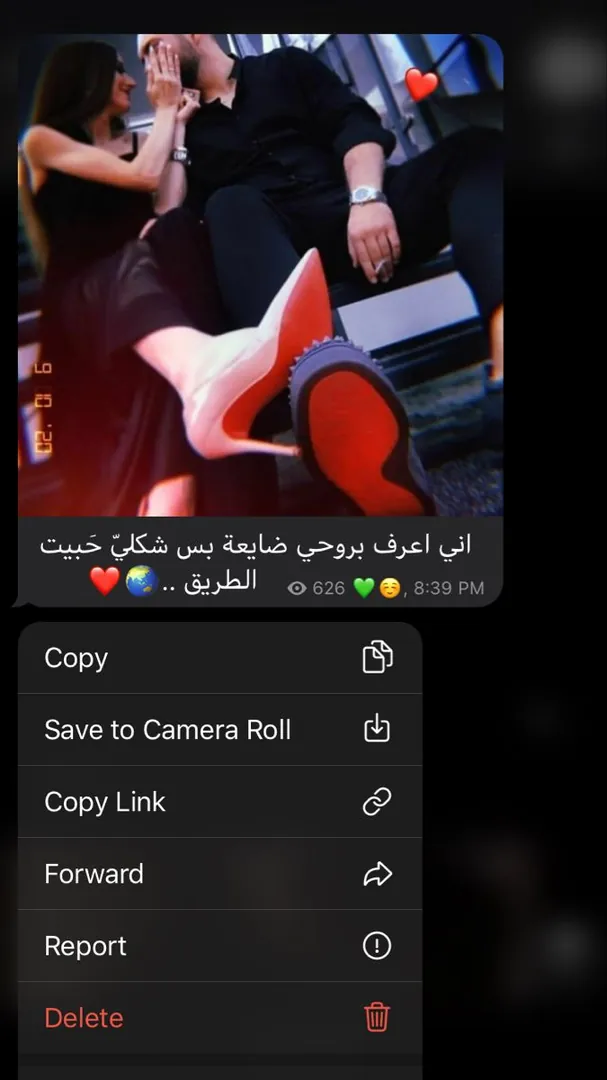 9 10 '20
اني اعرف بروحي ضايعة بس شكليّ حَبيت
الطريق ..🌏❤️
626 💚☺️, 8:39 PM
Copy
Save to Camera Roll
Copy Link
Forward
Report
Delete